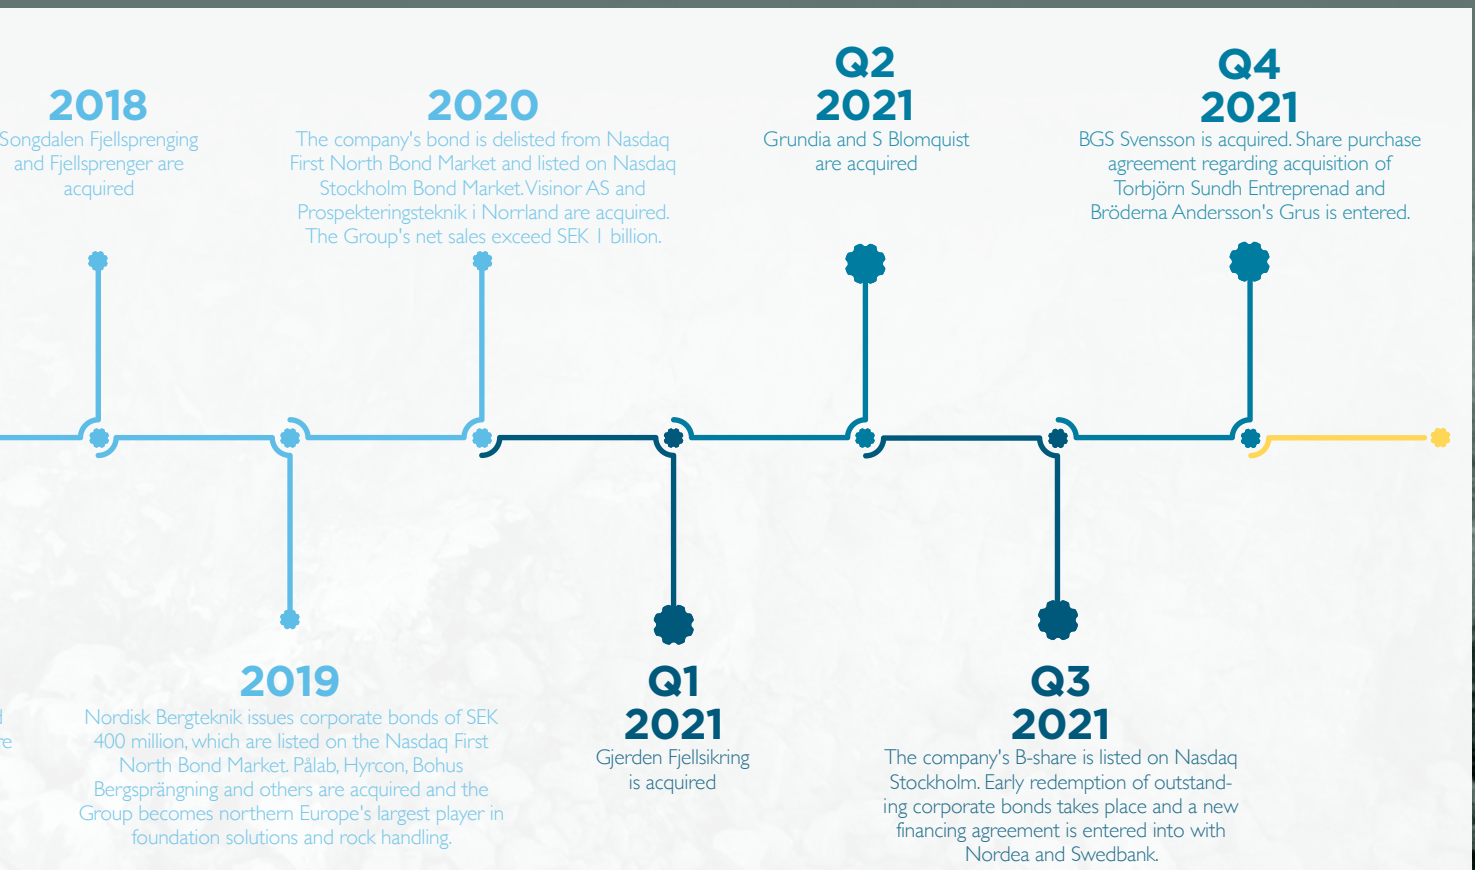 2018
Songdalen Fjellsprenging
and Fjellsprenger are
acquired
2020
The company's bond is delisted from Nasdaq
First North Bond Market and listed on Nasdaq
Stockholm Bond Market. Visinor AS and
Prospekteringsteknik i Norrland are acquired.
The Group's net sales exceed SEK 1 billion.
Q2
2021
Grundia and S Blomquist
are acquired
Q4
2021
BGS Svensson is acquired. Share purchase
agreement regarding acquisition of
Torbjörn Sundh Entreprenad and
Bröderna Andersson's Grus is entered.
2019
Nordisk Bergteknik issues corporate bonds of SEK
400 million, which are listed on the Nasdaq First
North Bond Market. Pålab, Hyrcon, Bohus
Bergsprängning and others are acquired and the
Group becomes northern Europe's largest player in
foundation solutions and rock handling.
Q1
2021
Gjerden Fjellsikring
is acquired
Q3
2021
The company's B-share is listed on Nasdaq
Stockholm. Early redemption of outstand-
ing corporate bonds takes place and a new
financing agreement is entered into with
Nordea and Swedbank.